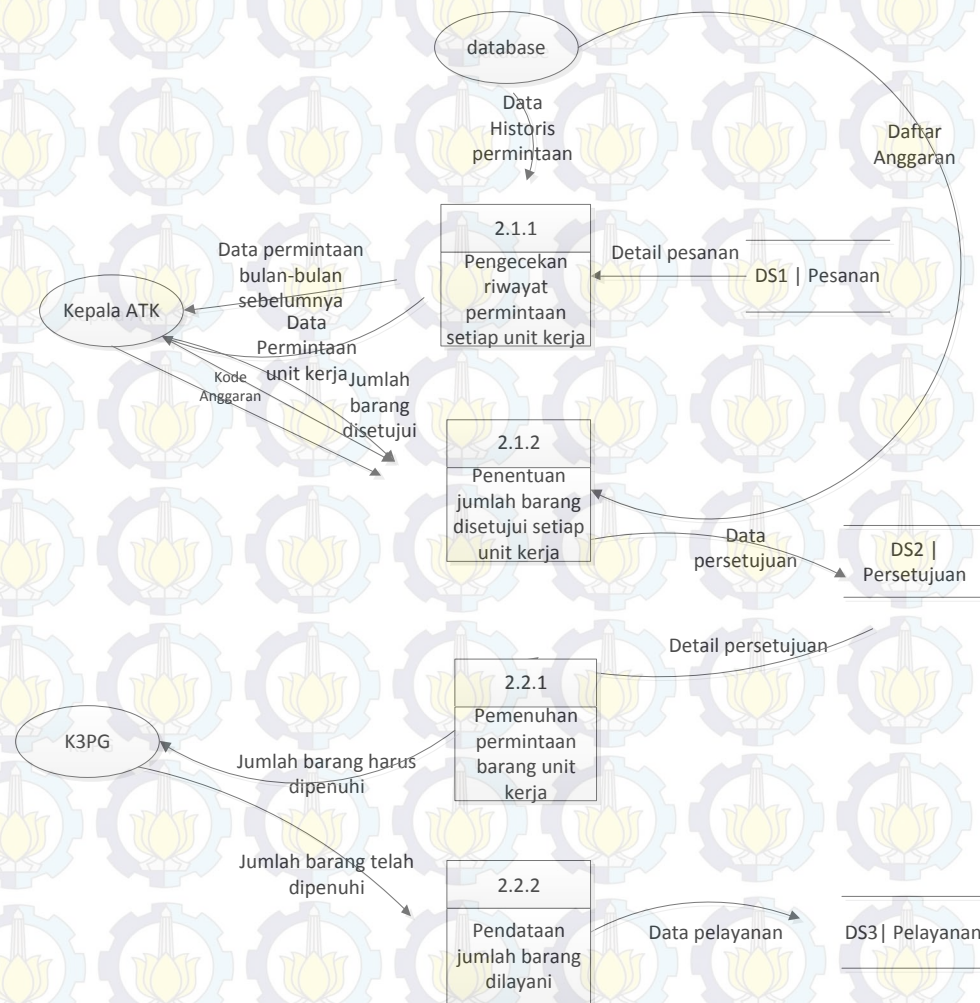 database
Data
Historis
permintaan
Daftar
Anggaran
2.1.1
Pengecekan
riwayat
permintaan
setiap unit kerja
Detail pesanan
DS1 | Pesanan
Data permintaan
bulan-bulan
sebelumnya
Kepala ATK
Data
Permintaan
unit kerja
Kode
Anggaran
Jumlah
barang
disetujui
2.1.2
Penentuan
jumlah barang
disetujui setiap
unit kerja
Data
persetujuan
DS2 |
Persetujuan
Detail persetujuan
2.2.1
Pemenuhan
permintaan
barang unit
kerja
K3PG
Jumlah barang harus
dipenuhi
Jumlah barang telah
dipenuhi
2.2.2
Pendataan
jumlah barang
dilayani
Data pelayanan
DS3| Pelayanan